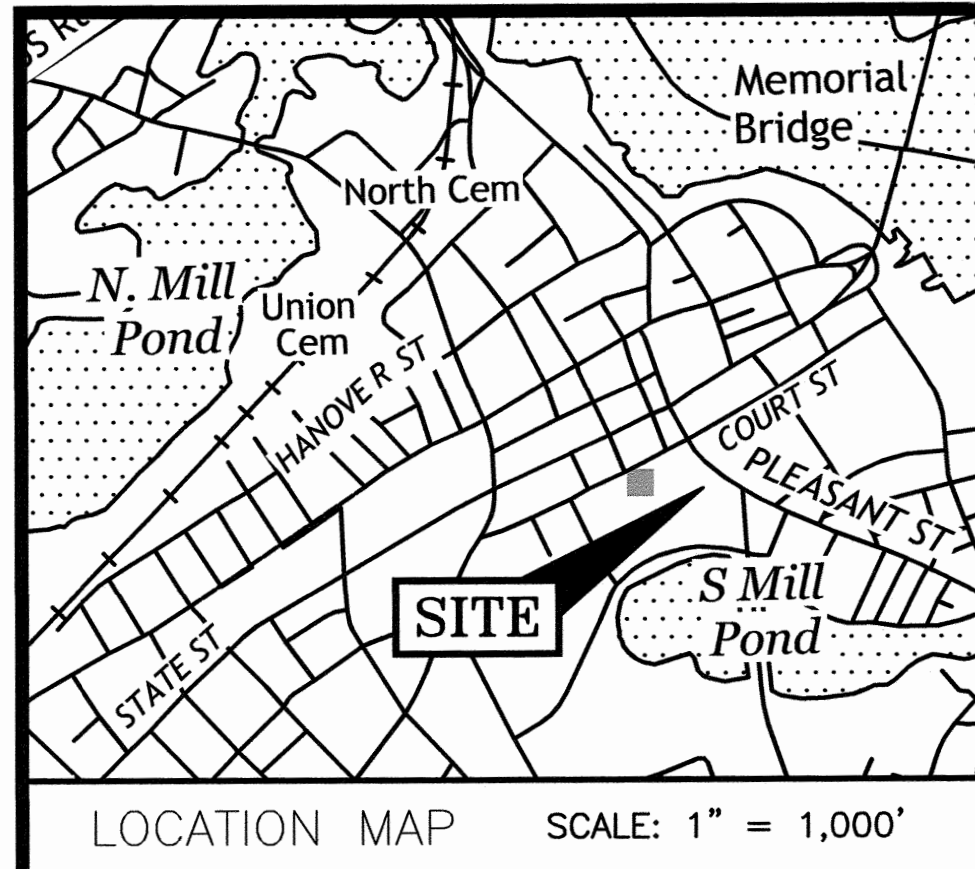 Memorial
Bridge
North Cem
N. Mill
Pond
Union
Cem
HANOVER ST
COURT ST
PLEASANT ST
S Mill
Pond
SITE
STATE ST
LOCATION MAP SCALE: 1" = 1,000'